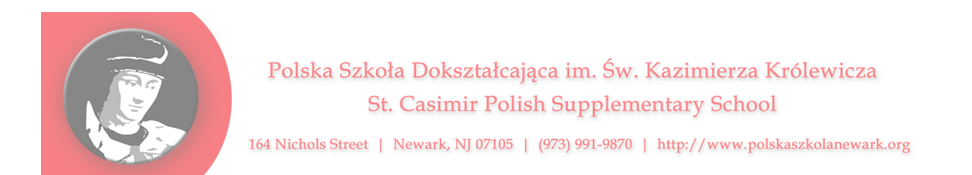 Polska Szkoła Dokształcająca im. Św. Kazimierza Królewicza
St. Casimir Polish Supplementary School
164 Nichols Street | Newark, NJ 07105 | (973) 991-9870 | http://www.polskaszkolanewark.org